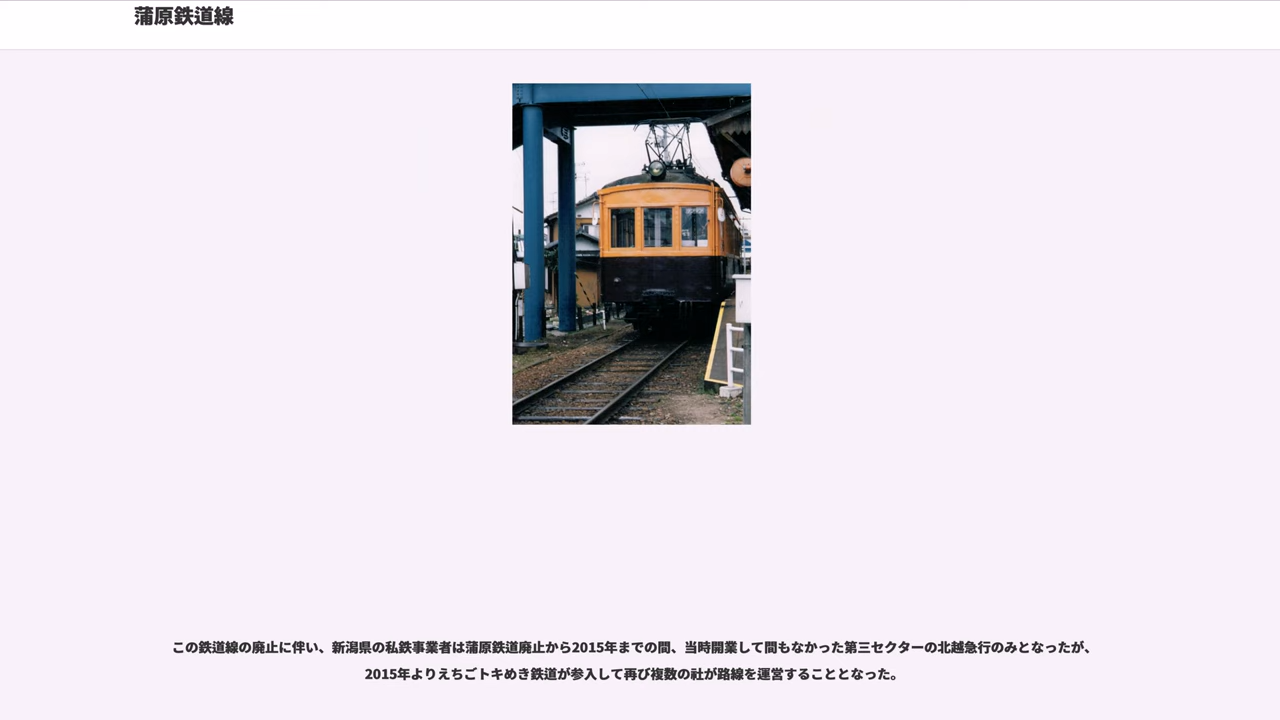 蒲原鉄道線
この鉄道線の廃止に伴い、新潟県の私鉄事業者は蒲原鉄道廃止から2015年までの間、当時開業して間もなかった第三セクターの北越急行のみとなったが、
2015年よりえちごトキめき鉄道が参入して再び複数の社が路線を運営することとなった。